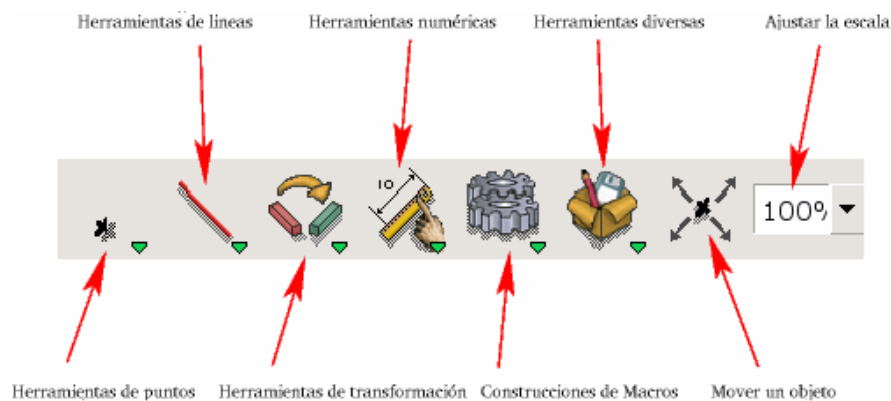 Herramientas de lineas Herramientas numéricas Herramientas diversas Ajustar la escala
10
100%
Herramientas de puntos Herramientas de transformación Construcciones de Macros Mover un objeto